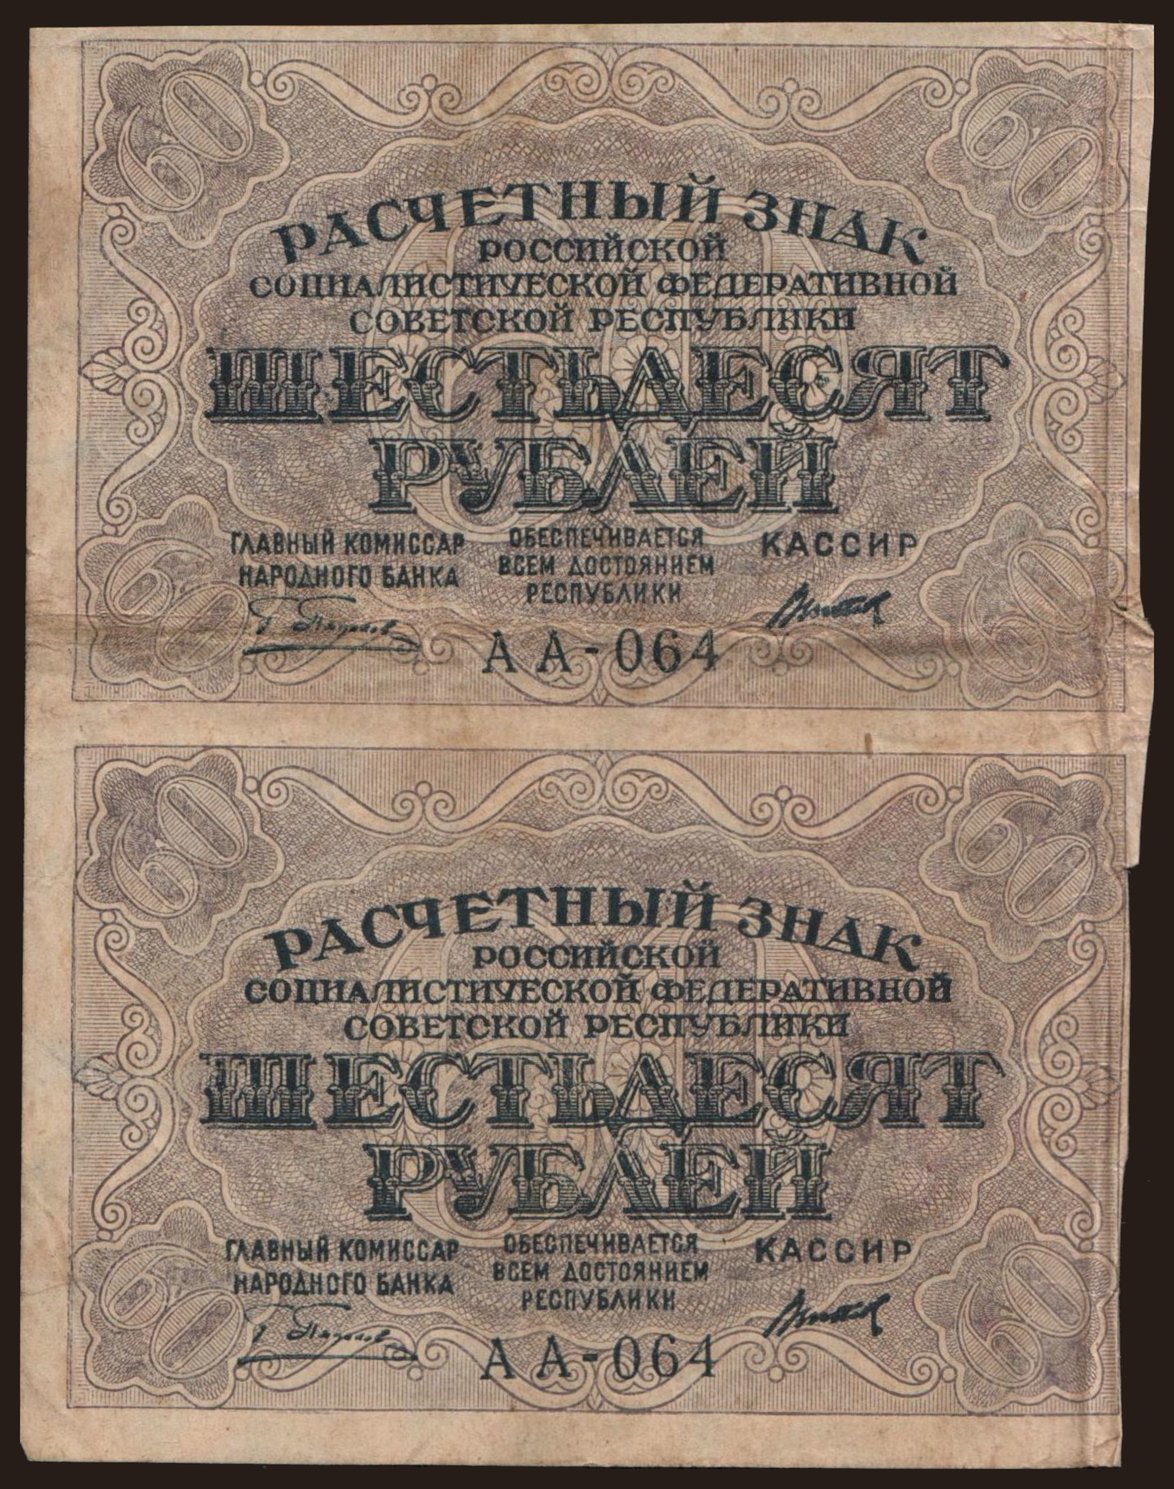 60 60
РАСЧЕТНЫЙ ЗНАК
РОССИЙСКОЙ
СОЦИАЛИСТИЧЕСКОЙ ФЕДЕРАТИВНОЙ
СОВЕТСКОЙ РЕСПУБЛИКИ
60
ШЕСТЬДЕСЯТ
РУБЛЕЙ
ГЛАВНЫЙ КОМИССАР
НАРОДНОГО БАНКА
ОБЕСПЕЧИВАЕТСЯ
ВСЕМ ДОСТОЯНИЕМ
РЕСПУБЛИКИ
КАССИР
60 60
АА-064
60 60
РАСЧЕТНЫЙ ЗНАК
РОССИЙСКОЙ
СОЦИАЛИСТИЧЕСКОЙ ФЕДЕРАТИВНОЙ
СОВЕТСКОЙ РЕСПУБЛИКИ
60
ШЕСТЬДЕСЯТ
РУБЛЕЙ
ГЛАВНЫЙ КОМИССАР
НАРОДНОГО БАНКА
ОБЕСПЕЧИВАЕТСЯ
ВСЕМ ДОСТОЯНИЕМ
РЕСПУБЛИКИ
КАССИР
60 60
АА-064